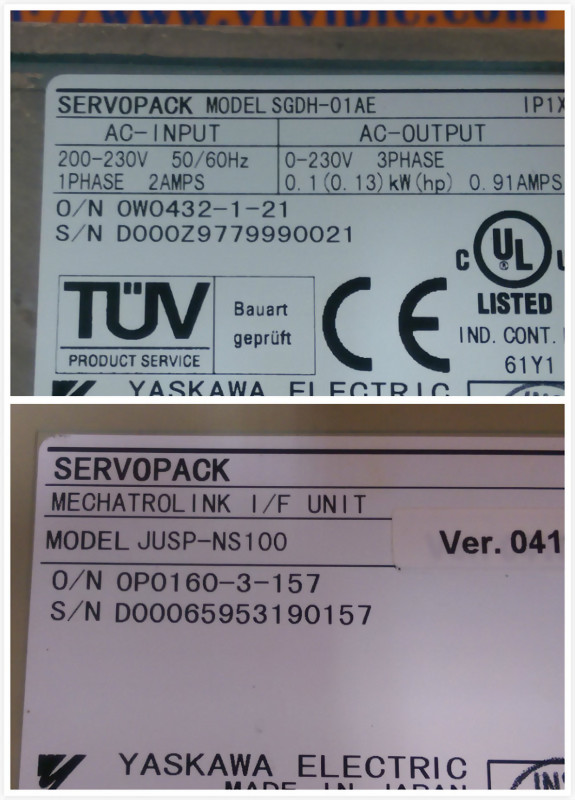 SERVOPACK MODEL SGDH-01AE IP1X
AC-INPUT AC-OUTPUT
200-230V 50/60Hz 0-230V 3PHASE
1PHASE 2AMPS 0.1(0.13)kW(hp) 0.91AMPS
O/N 0W0432-1-21
S/N D000Z9779990021
C UL ® U
LISTED
IND. CONT.
61Y1
TÜV
PRODUCT SERVICE
Bauart
geprüft
CE
YASKAWA ELECTRIC
INS
SERVOPACK
MECHATROLINK I/F UNIT
MODEL JUSP-NS100 Ver. 041
O/N 0P0160-3-157
S/N D00065953190157
YASKAWA ELECTRIC
MADE IN JAPAN
INS